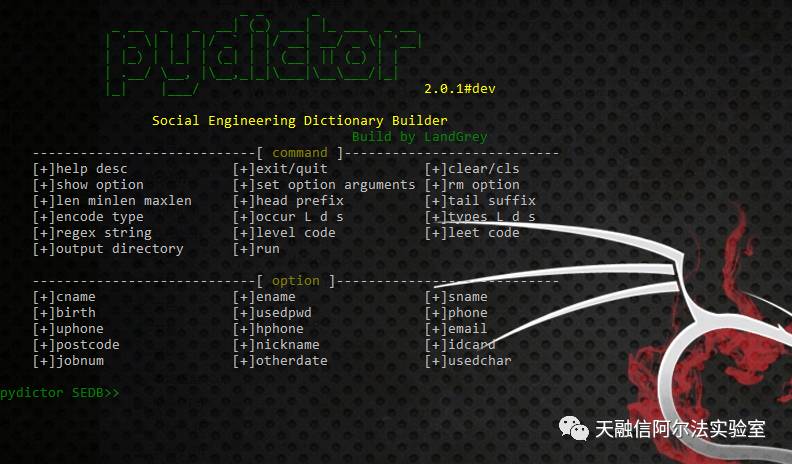 pydictor
2.0.1#dev
Social Engineering Dictionary Builder
Build by LandGrey
----------------------------[ command ]---------------------------
[+]help desc [+]exit/quit [+]clear/cls
[+]show option [+]set option arguments [+]rm option
[+]len minlen maxlen [+]head prefix [+]tail suffix
[+]encode type [+]occur L d s [+]types L d s
[+]regex string [+]level code [+]leet code
[+]output directory [+]run
----------------------------[ option ]----------------------------
[+]cname [+]ename [+]sname
[+]birth [+]usedpwd [+]phone
[+]uphone [+]hphone [+]email
[+]postcode [+]nickname [+]idcard
[+]jobnum [+]otherdate [+]usedchar
pydictor SEDB>>
天融信阿尔法实验室